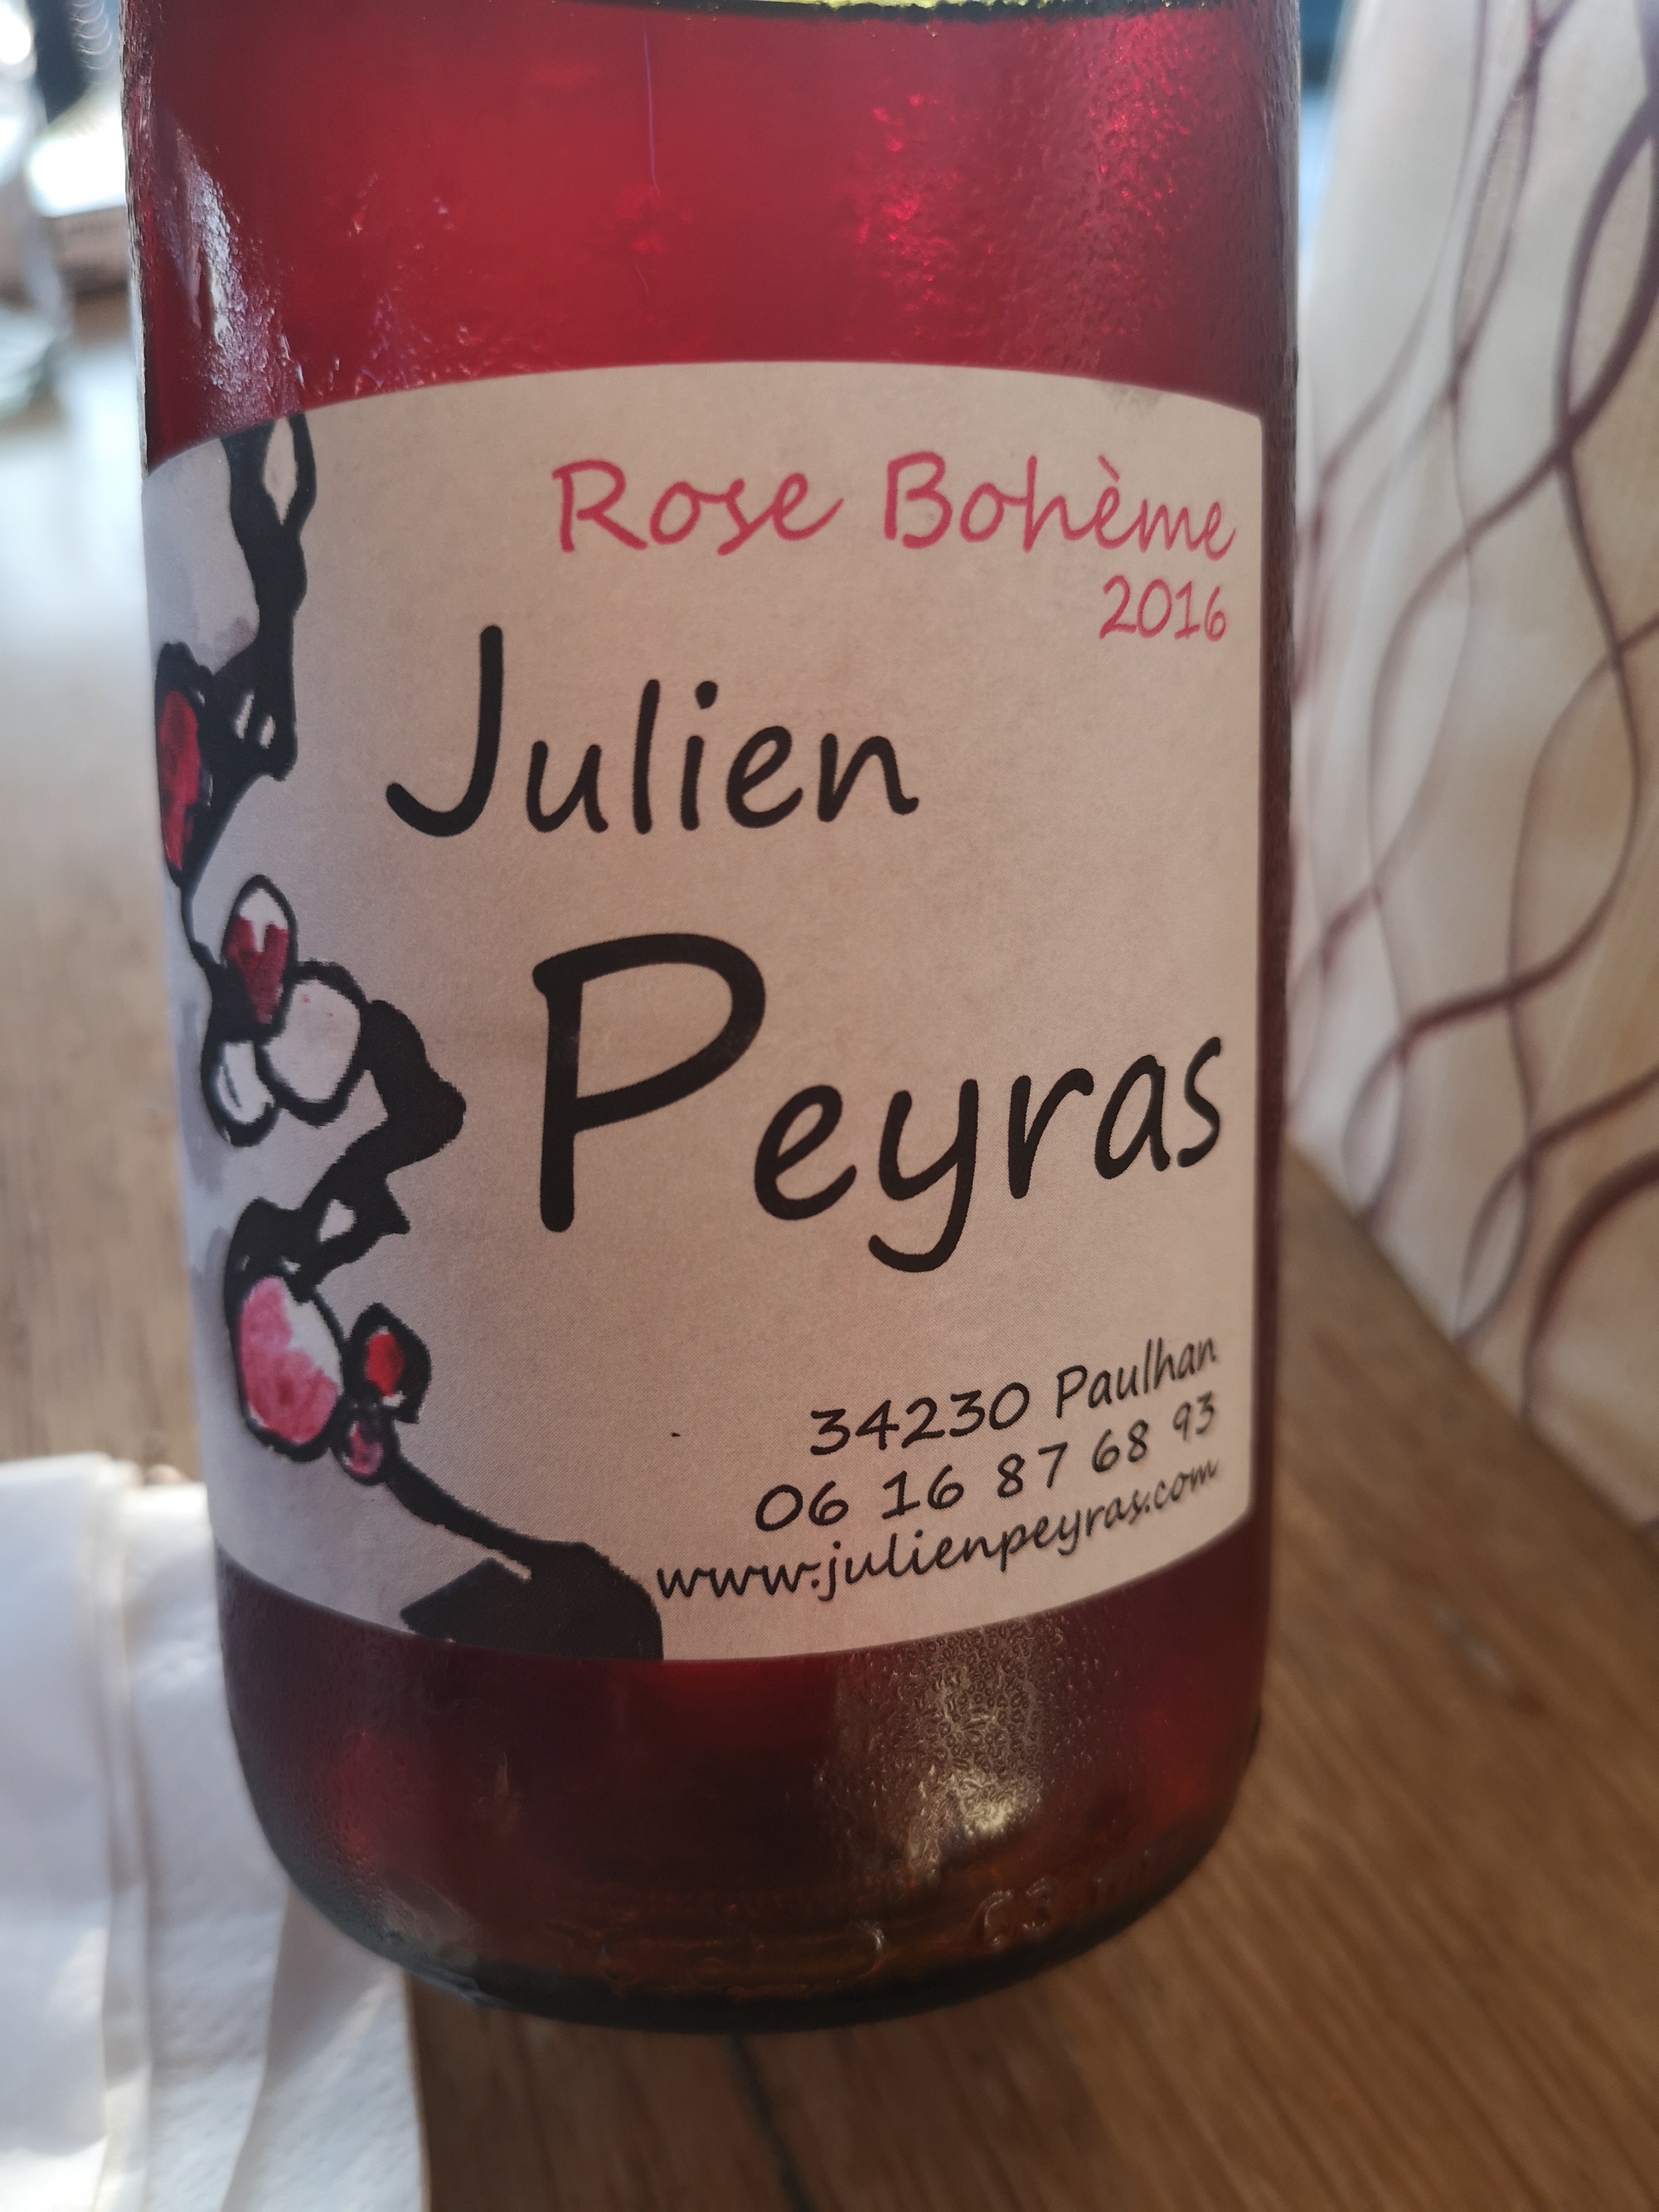 Rose Bohème
2016
Julien
Peyras
34230 Paulhan
06 16 87 68 93
www.julienpeyras.com